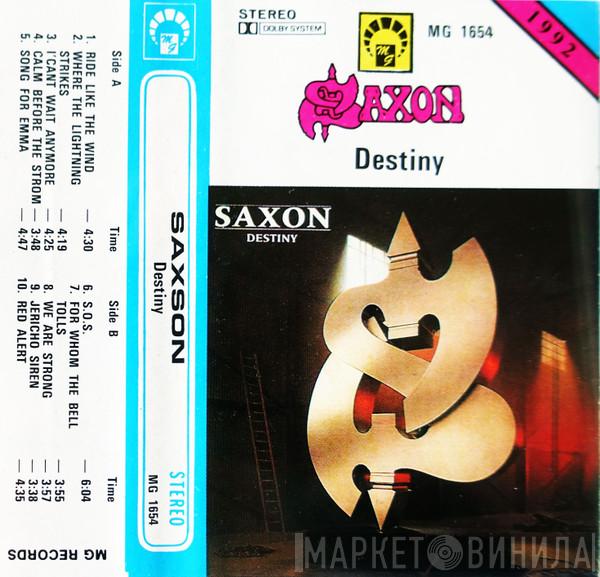 STEREO
DOLBY SYSTEM
MG
MG 1654
1992
SAXON
Destiny
SAXON
DESTINY
SAXSON
Destiny
STEREO
MG 1654
Side A Time
1. RIDE LIKE THE WIND — 4:30
2. WHERE THE LIGHTNING
STRIKES — 4:19
3. I'CANT WAIT ANYMORE — 4:25
4. CALM BEFORE THE STROM — 3:48
5. SONG FOR EMMA — 4:47
Side B Time
6. S.O.S. — 6:04
7. FOR WHOM THE BELL
TOLLS — 3:55
8. WE ARE STRONG — 3:57
9. JERICHO SIREN — 3:38
10. RED ALERT — 4:35
MG RECORDS
МАРКЕТ ВИНИЛА